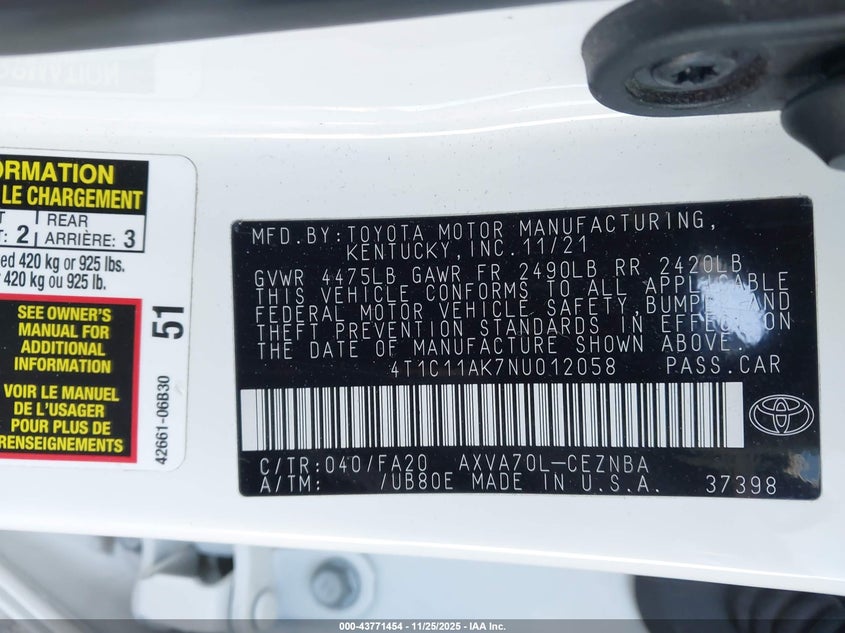 ORMATION
LE CHARGEMENT
2 REAR
ARRIÈRE: 3
420 kg or 925 lbs.
420 kg ou 925 lb.
SEE OWNER'S
MANUAL FOR
ADDITIONAL
INFORMATION
VOIR LE MANUEL
DE L'USAGER
POUR PLUS DE
RENSEIGNEMENTS
51
42661-06B30
MFD.BY:TOYOTA MOTOR MANUFACTURING,
KENTUCKY,INC.11/21
GVWR 4475LB GAWR FR 2490LB RR 2420LB
THIS VEHICLE CONFORMS TO ALL APPLICABLE
FEDERAL MOTOR VEHICLE SAFETY,BUMPER AND
THEFT PREVENTION STANDARDS IN EFFECT ON
THE DATE OF MANUFACTURE SHOWN ABOVE.
4T1C11AK7NU012058 PASS.CAR
C/TR:040/FA20 AXVA70L-CEZNBA
A/TM: /UB80E MADE IN U.S.A. 37398
000-43771454 - 11/25/2025 - IAA Inc.